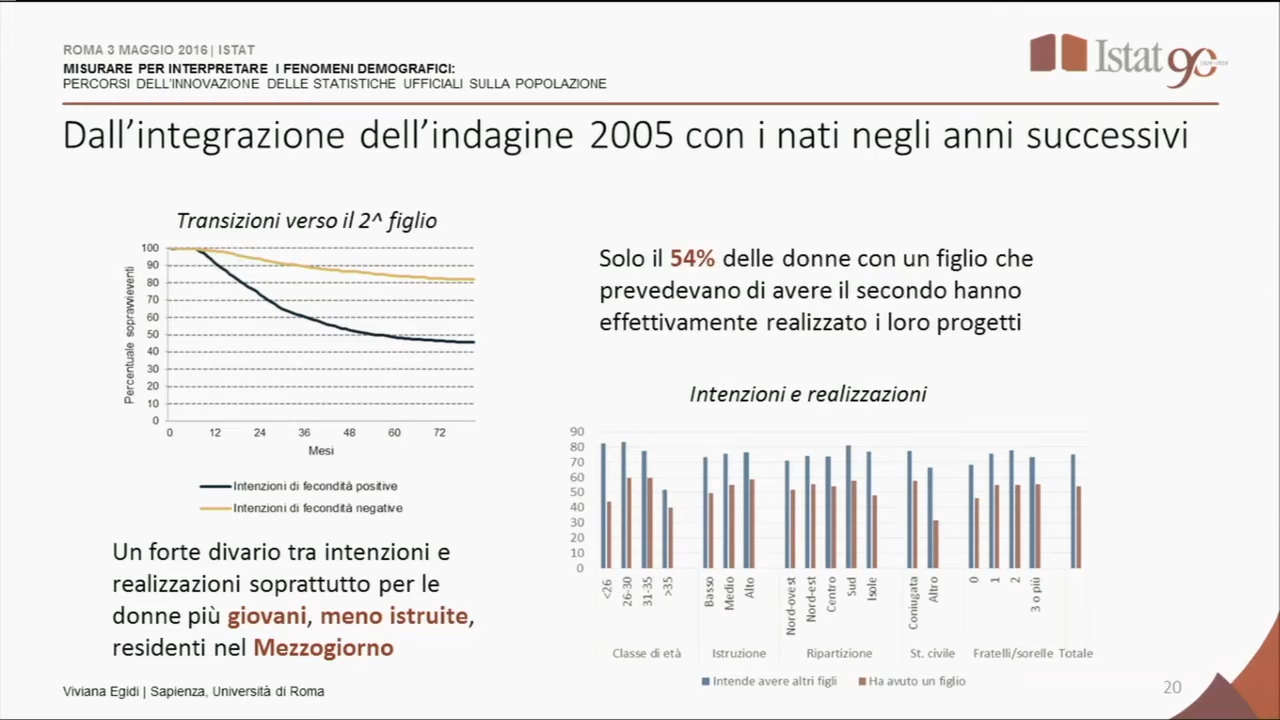 ROMA 3 MAGGIO 2016 | ISTAT
MISURARE PER INTERPRETARE I FENOMENI DEMOGRAFICI:
PERCORSI DELL'INNOVAZIONE DELLE STATISTICHE UFFICIALI SULLA POPOLAZIONE
Istat 90
Dall'integrazione dell'indagine 2005 con i nati negli anni successivi
Transizioni verso il 2^ figlio
Percentuale sopravviventi
100
90
80
70
60
50
40
30
20
10
0
0 12 24 36 48 60 72
Mesi
Intenzioni di fecondità positive
Intenzioni di fecondità negative
Un forte divario tra intenzioni e
realizzazioni soprattutto per le
donne più giovani, meno istruite,
residenti nel Mezzogiorno
Solo il 54% delle donne con un figlio che
prevedevano di avere il secondo hanno
effettivamente realizzato i loro progetti
Intenzioni e realizzazioni
90
80
70
60
50
40
30
20
10
0
<26 26-30 31-35 >35 Basso Medio Alto Nord-ovest Nord-est Centro Sud Isole Coniugata Altro 0 1 2 3 o più
Classe di età Istruzione Ripartizione St. civile Fratelli/sorelle Totale
Intende avere altri figli Ha avuto un figlio
Viviana Egidi | Sapienza, Università di Roma
20